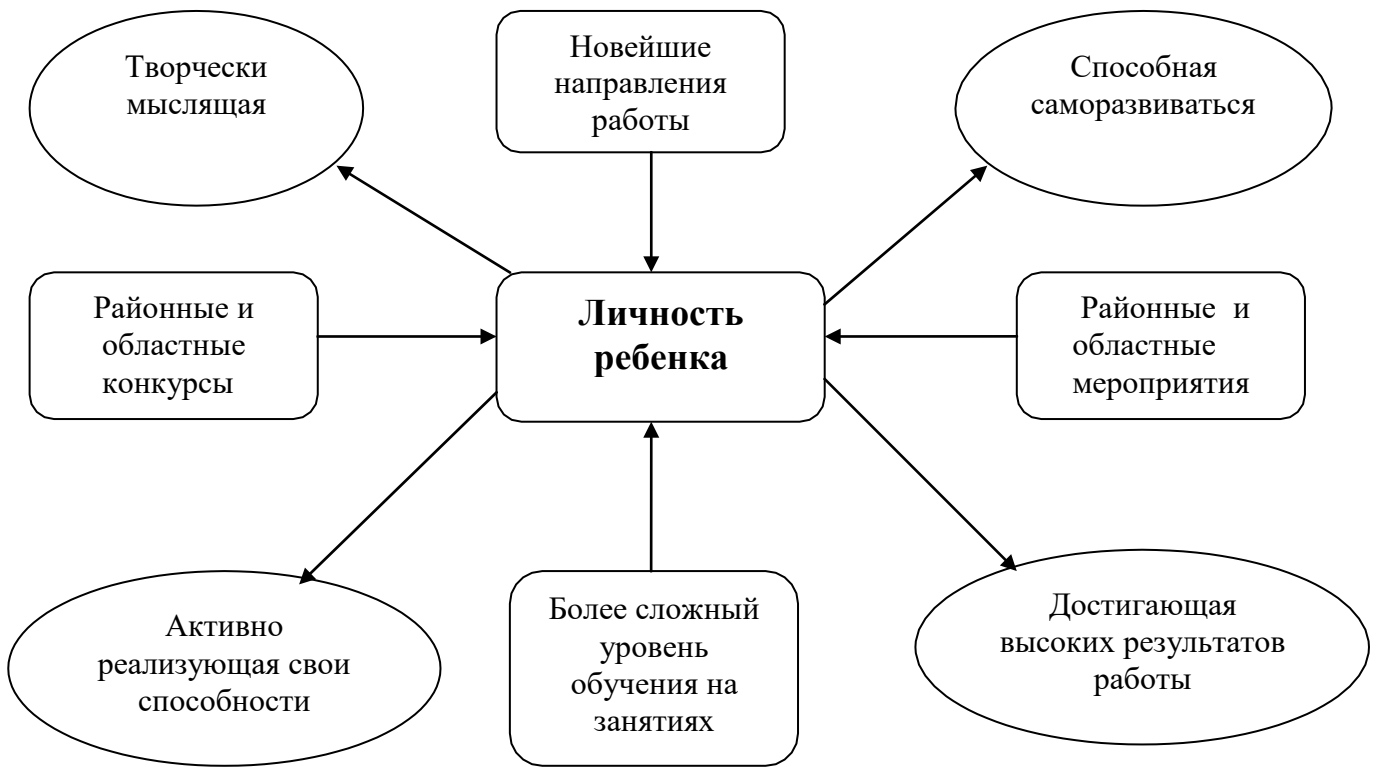 Творчески
мыслящая
Новейшие
направления
работы
Способная
саморазвиваться
Районные и
областные
конкурсы
Личность
ребенка
Районные и
областные
мероприятия
Активно
реализующая свои
способности
Более сложный
уровень
обучения на
занятиях
Достигающая
высоких результатов
работы